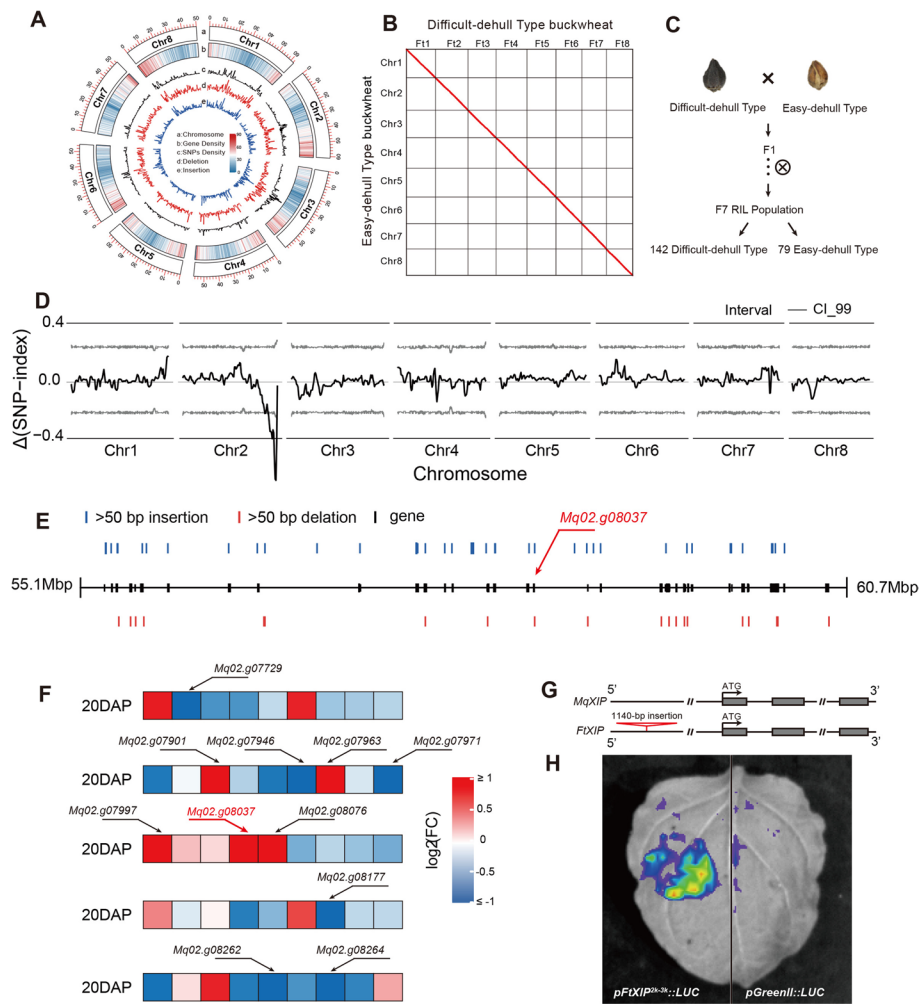 A
a
b
c
d
e
Chr8
Chr1
Chr7
Chr2
Chr6
Chr3
Chr5
Chr4
a:Chromosome
b:Gene Density
c:SNPs Density
d:Deletion
e:Insertion
B
Difficult-dehull Type buckwheat
Ft1 Ft2 Ft3 Ft4 Ft5 Ft6 Ft7 Ft8
Easy-dehull Type buckwheat
Chr1
Chr2
Chr3
Chr4
Chr5
Chr6
Chr7
Chr8
C
×
Difficult-dehull Type Easy-dehull Type
F1
F7 RIL Population
142 Difficult-dehull Type 79 Easy-dehull Type
D
Interval CI_99
Δ(SNP-index)
0.4
0.0
−0.4
Chr1 Chr2 Chr3 Chr4 Chr5 Chr6 Chr7 Chr8
Chromosome
E
>50 bp insertion >50 bp delation gene
Mq02.g08037
55.1Mbp 60.7Mbp
F
Mq02.g07729
20DAP
Mq02.g07901 Mq02.g07946 Mq02.g07963 Mq02.g07971
20DAP
Mq02.g07997 Mq02.g08037 Mq02.g08076
20DAP
Mq02.g08177
20DAP
Mq02.g08262 Mq02.g08264
20DAP
log2(FC)
≥ 1
0.5
0
-0.5
≤ -1
G
5' ATG 3'
MqXIP
1140-bp insertion
FtXIP ATG
5' 3'
H
pFtXIP2k-3k::LUC pGreenII::LUC